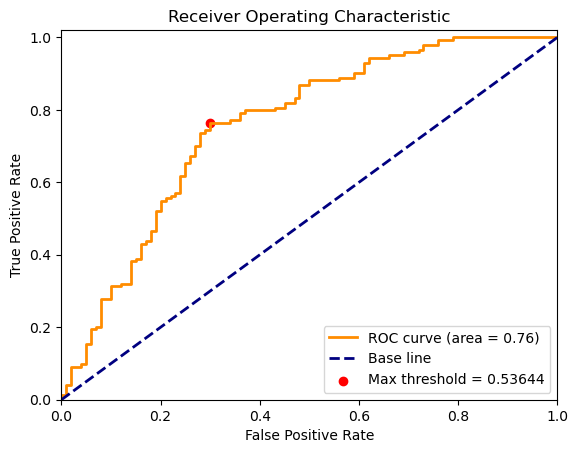 Receiver Operating Characteristic
True Positive Rate
1.0
0.8
0.6
0.4
0.2
0.0
ROC curve (area = 0.76)
Base line
Max threshold = 0.53644
0.0 0.2 0.4 0.6 0.8 1.0
False Positive Rate